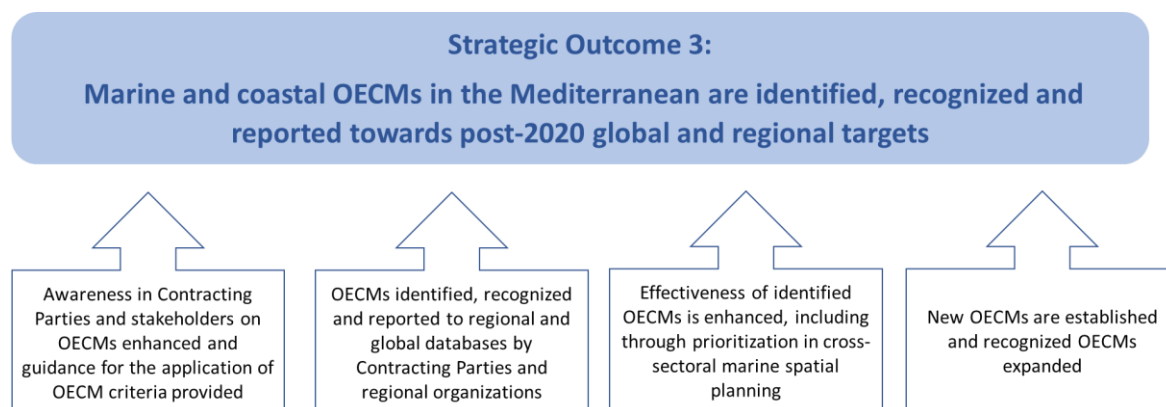 Strategic Outcome 3:
Marine and coastal OECMs in the Mediterranean are identified, recognized and
reported towards post-2020 global and regional targets
Awareness in Contracting
Parties and stakeholders on
OECMs enhanced and
guidance for the application of
OECM criteria provided
OECMs identified, recognized
and reported to regional and
global databases by
Contracting Parties and
regional organizations
Effectiveness of identified
OECMs is enhanced, including
through prioritization in cross-
sectoral marine spatial
planning
New OECMs are established
and recognized OECMs
expanded